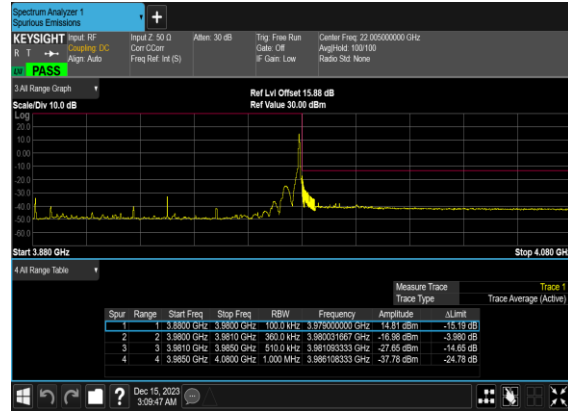 Spectrum Analyzer 1
Spurious Emissions
+
KEYSIGHT Input: RF Input Z: 50 Ω Atten: 30 dB Trig: Free Run Center Freq: 22.005000000 GHz
R T Coupling: DC Corr CCorr Gate: Off Avg|Hold: 100/100
Align: Auto Freq Ref: Int (S) IF Gain: Low Radio Std: None
PASS
3 All Range Graph
Ref Lvl Offset 15.88 dB
Scale/Div 10.0 dB Ref Value 30.00 dBm
Log
20.0
10.0
0.00
-10.0
-20.0
-30.0
-40.0
-50.0
-60.0
Start 3.880 GHz Stop 4.080 GHz
4 All Range Table
Measure Trace Trace 1
Trace Type Trace Average (Active)
Spur Range Start Freq Stop Freq RBW Frequency Amplitude ΔLimit
1 1 3.8800 GHz 3.9800 GHz 100.0 kHz 3.979000000 GHz 14.81 dBm -15.19 dB
2 2 3.9800 GHz 3.9810 GHz 360.0 kHz 3.980031667 GHz -16.98 dBm -3.980 dB
3 3 3.9810 GHz 3.9850 GHz 510.0 kHz 3.981093333 GHz -27.65 dBm -14.65 dB
4 4 3.9850 GHz 4.0800 GHz 1.000 MHz 3.986108333 GHz -37.78 dBm -24.78 dB
? Dec 15, 2023
3:09:47 AM